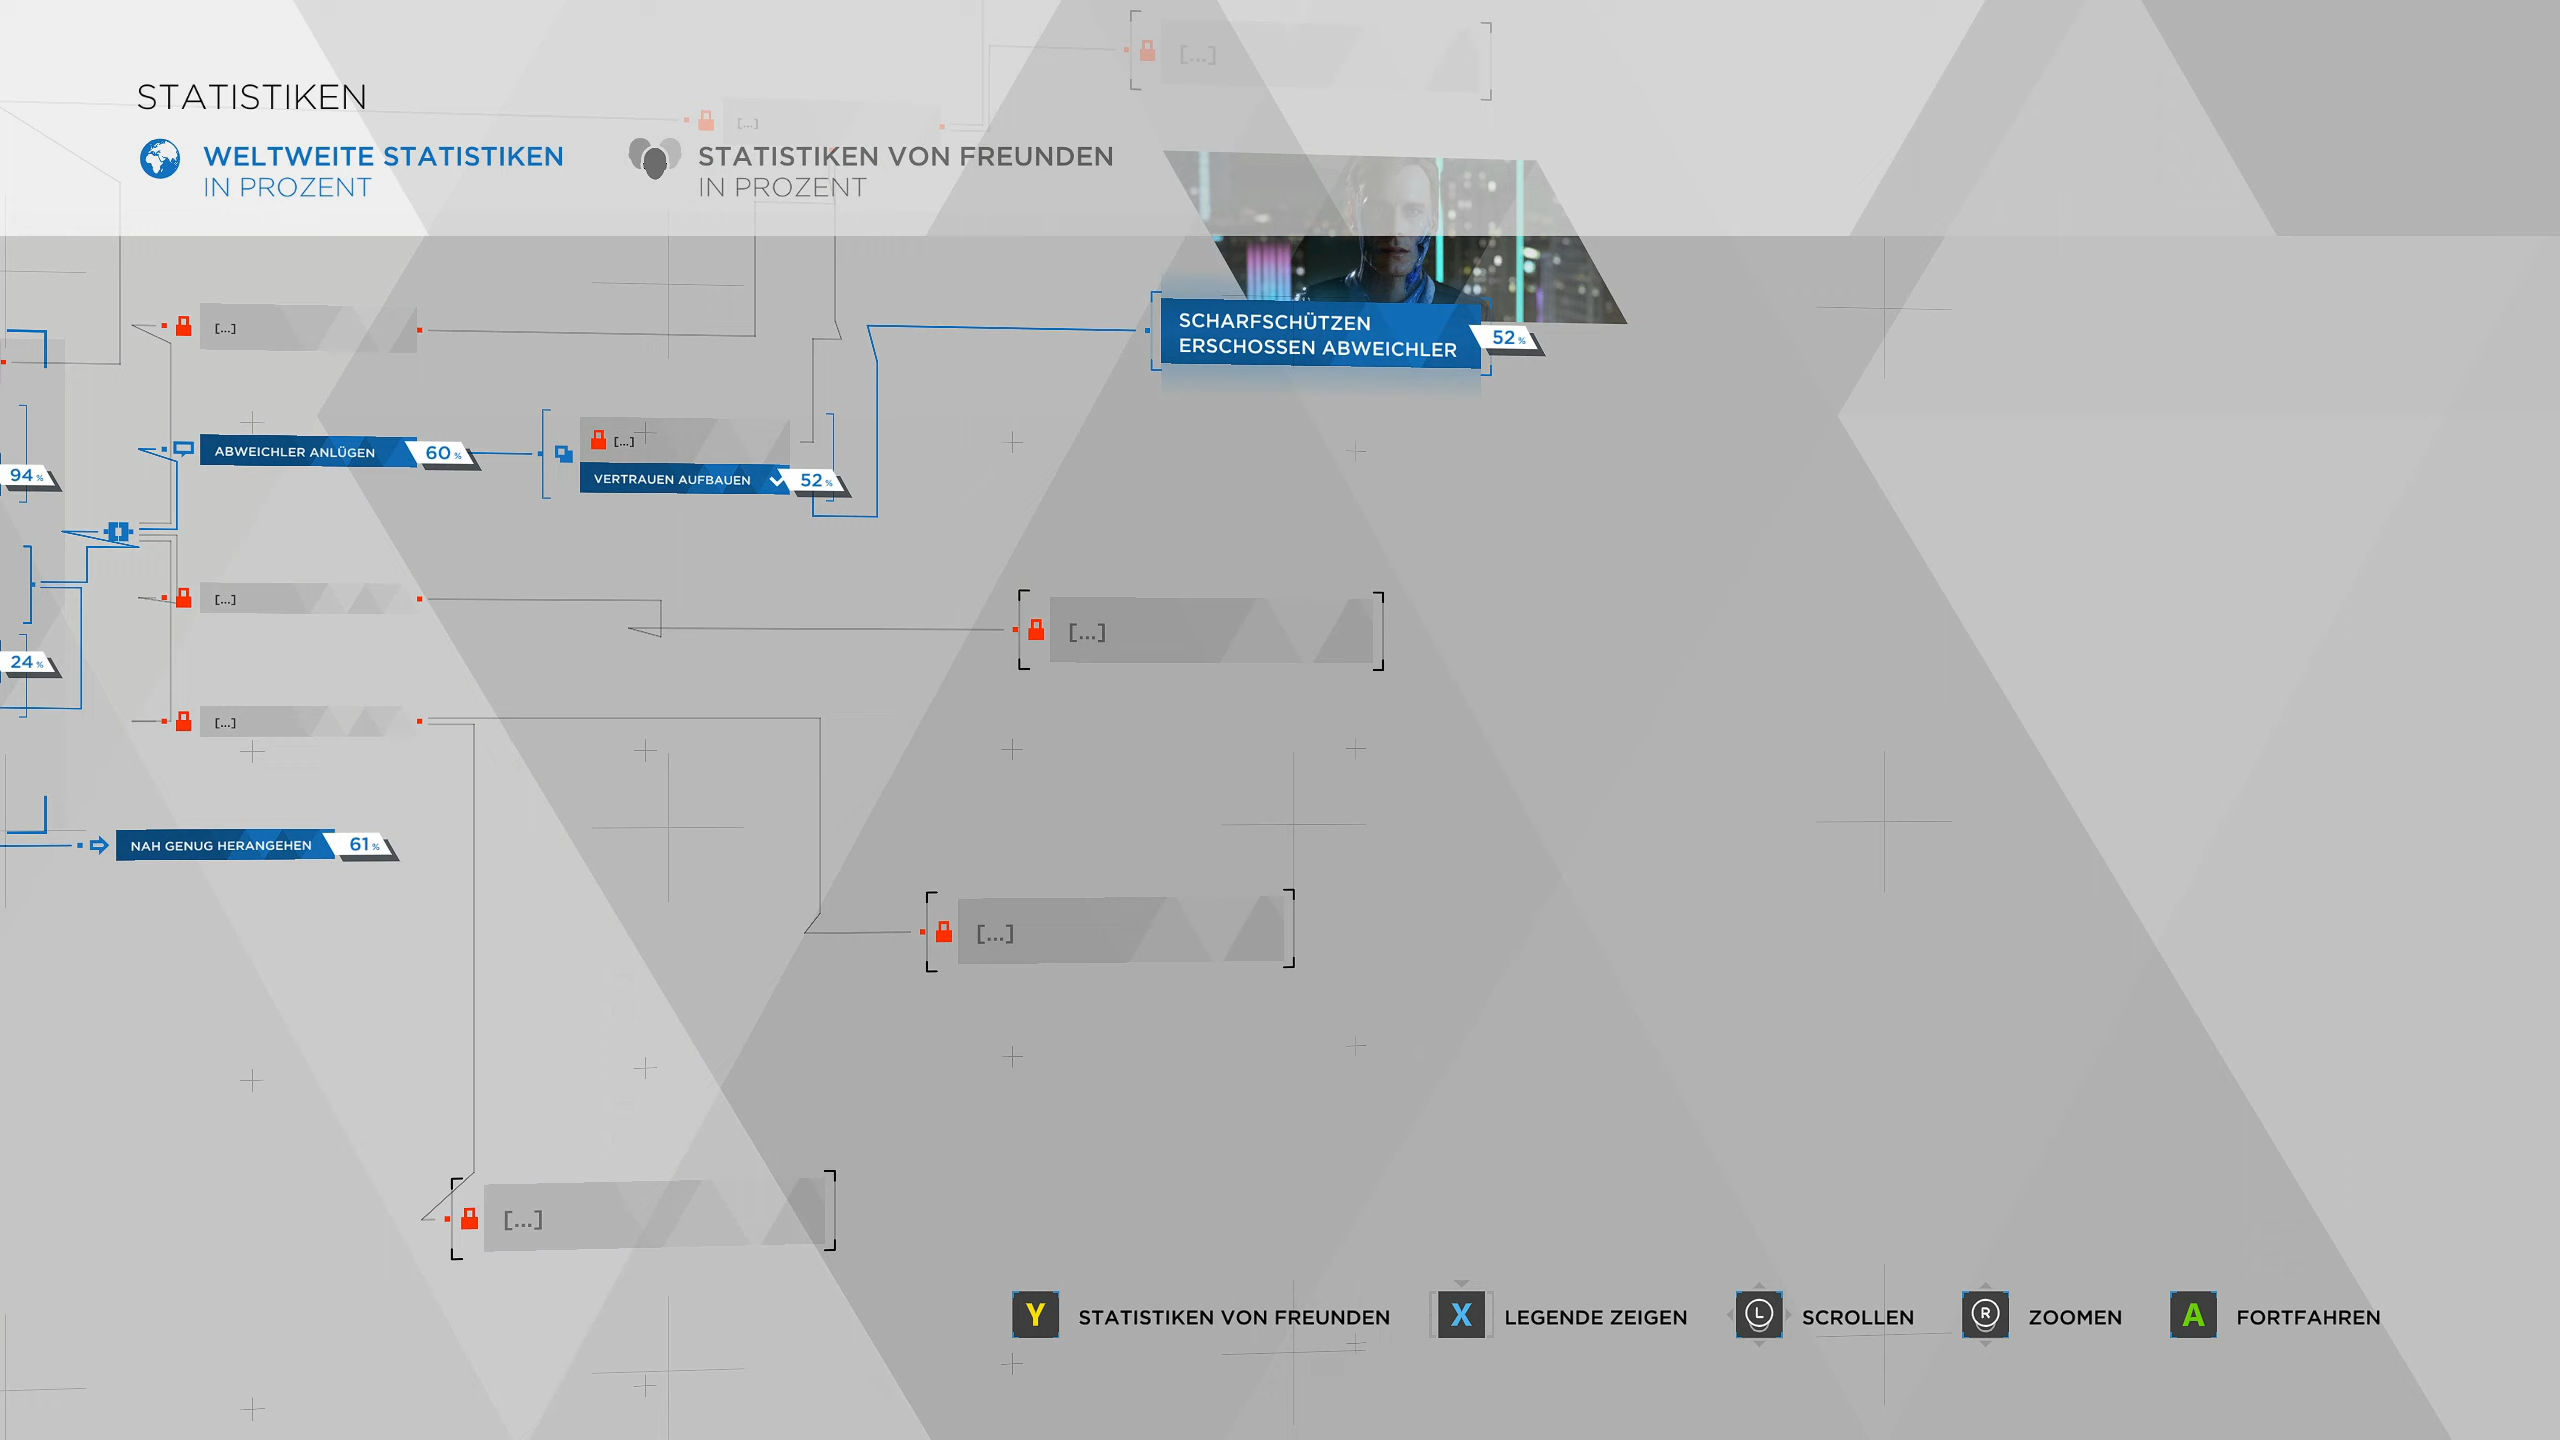 STATISTIKEN
WELTWEITE STATISTIKEN
IN PROZENT
STATISTIKEN VON FREUNDEN
IN PROZENT
[...]
[...]
[...]
SCHARFSCHÜTZEN
ERSCHOSSEN ABWEICHLER
52%
ABWEICHLER ANLÜGEN
60%
[...]
VERTRAUEN AUFBAUEN
52%
94%
[...]
[...]
24%
[...]
NAH GENUG HERANGEHEN
61%
[...]
[...]
Y STATISTIKEN VON FREUNDEN
X LEGENDE ZEIGEN
L SCROLLEN
R ZOOMEN
A FORTFAHREN